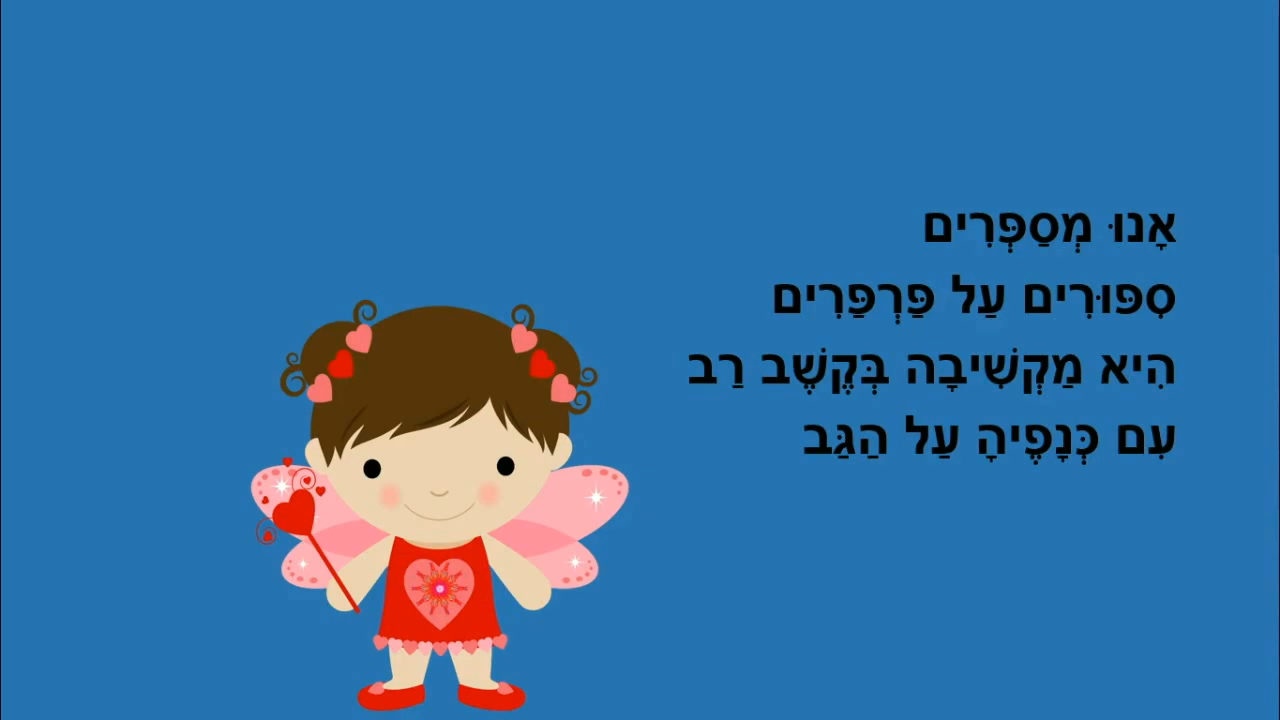 אָנוּ מְסַפְּרִים
סִפּוּרִים עַל פַּרְפַּרִים
הִיא מַקְשִׁיבָה בְּקֶשֶׁב רַב
עִם כְּנָפֶיהָ עַל הַגַּב